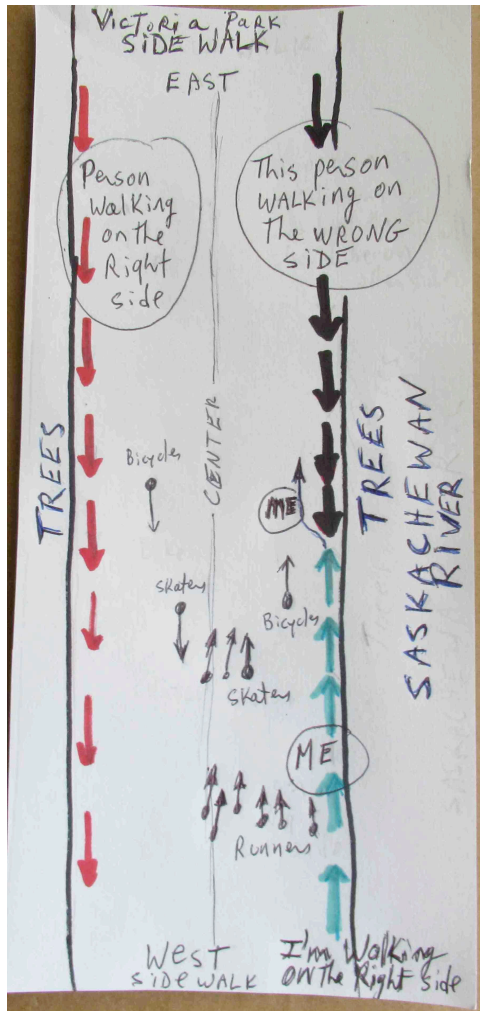 Victoria Park
SIDE WALK
EAST
Person
Walking
on the
Right
side
This person
WALKING ON
the WRONG
SIDE
TREES
CENTER
TREES
SASKACHEWAN
RIVER
Bicycles
ME
Skaters
Bicycles
Skaters
ME
Runners
West
Side WALK
I'm Walking
ON the Right side